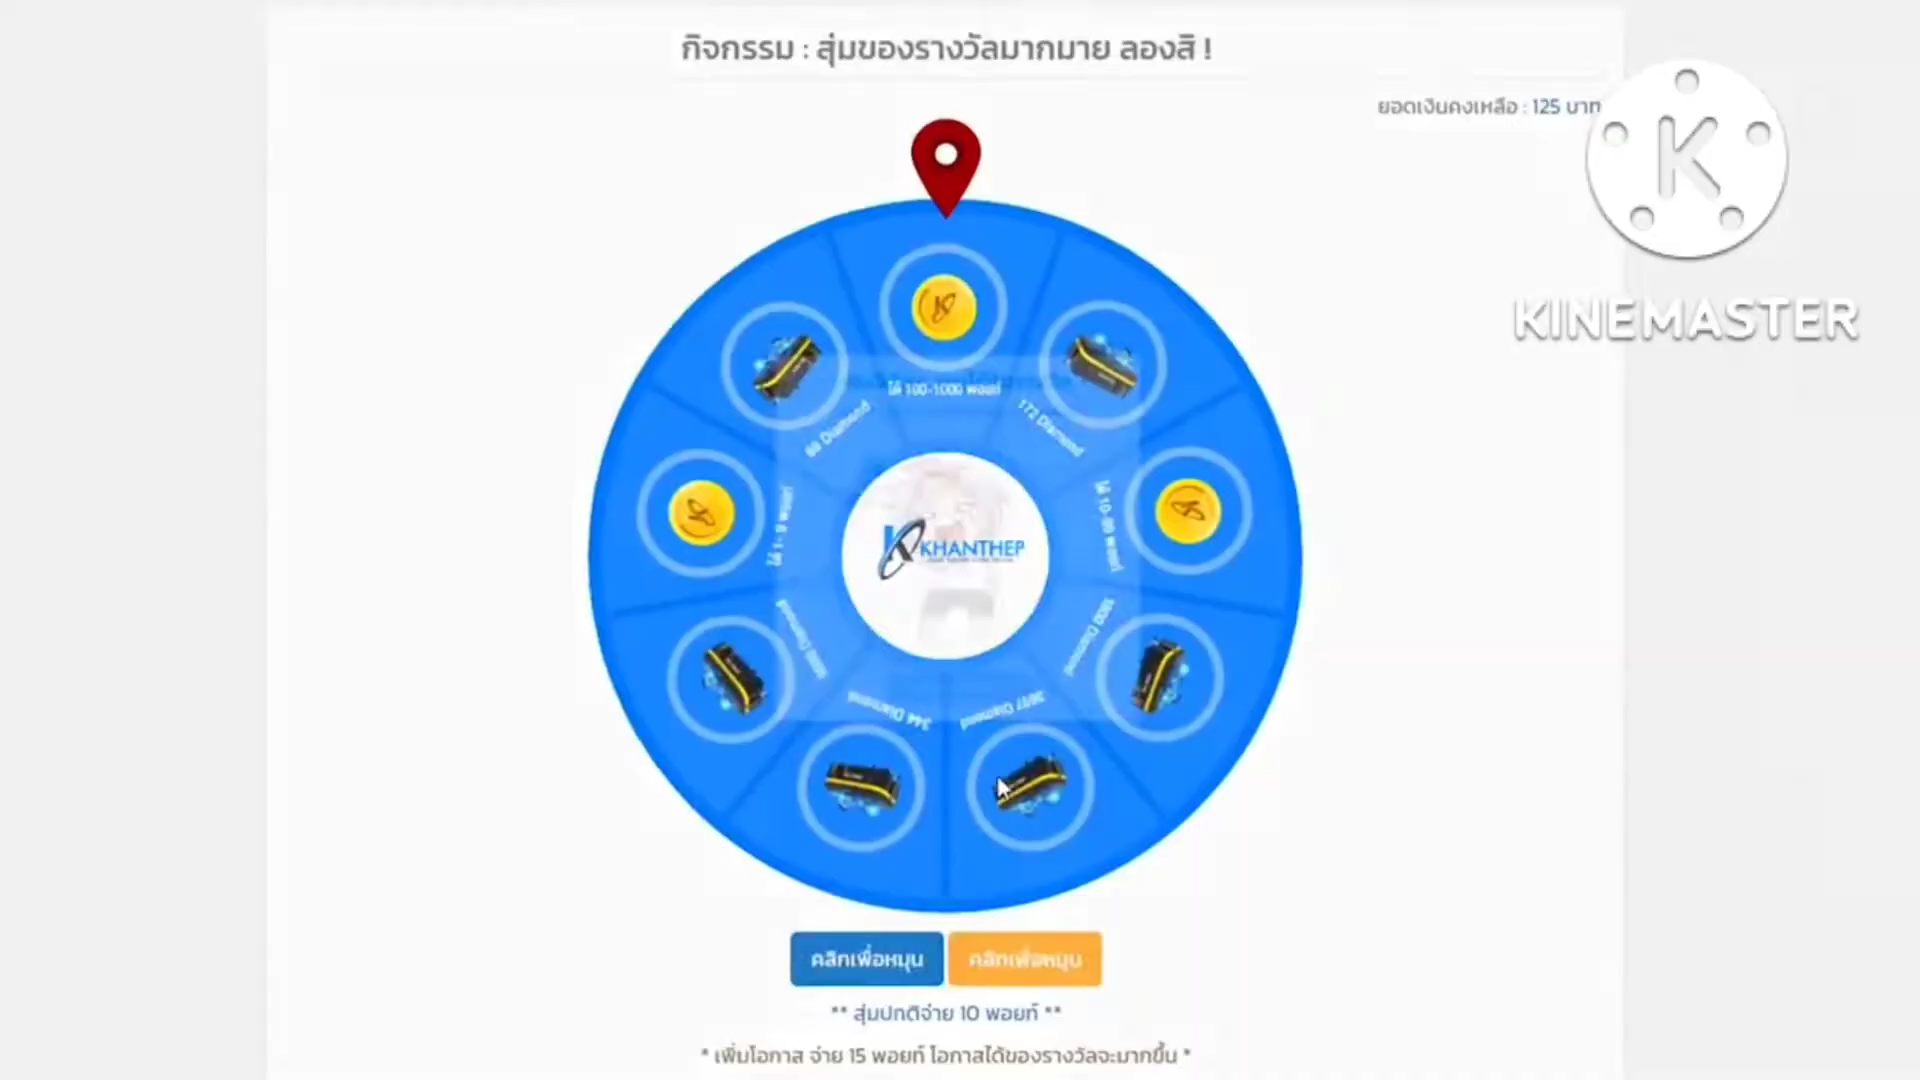 กิจกรรม : สุ่มของรางวัลมากมาย ลองสิ !
ยอดเงินคงเหลือ : 125 บาท
KINEMASTER
ได้ 100-1000 พอยท์
172 Diamond
ได้ 10-99 พอยท์
Diamond
Diamond
344 Diamond
Diamond
ได้ 1-9 พอยท์
Diamond
KHANTHEP
คลิกเพื่อหมุน
คลิกเพื่อหมุน
** สุ่มปกติจ่าย 10 พอยท์ **
* เพิ่มโอกาส จ่าย 15 พอยท์ โอกาสได้ของรางวัลจะมากขึ้น *